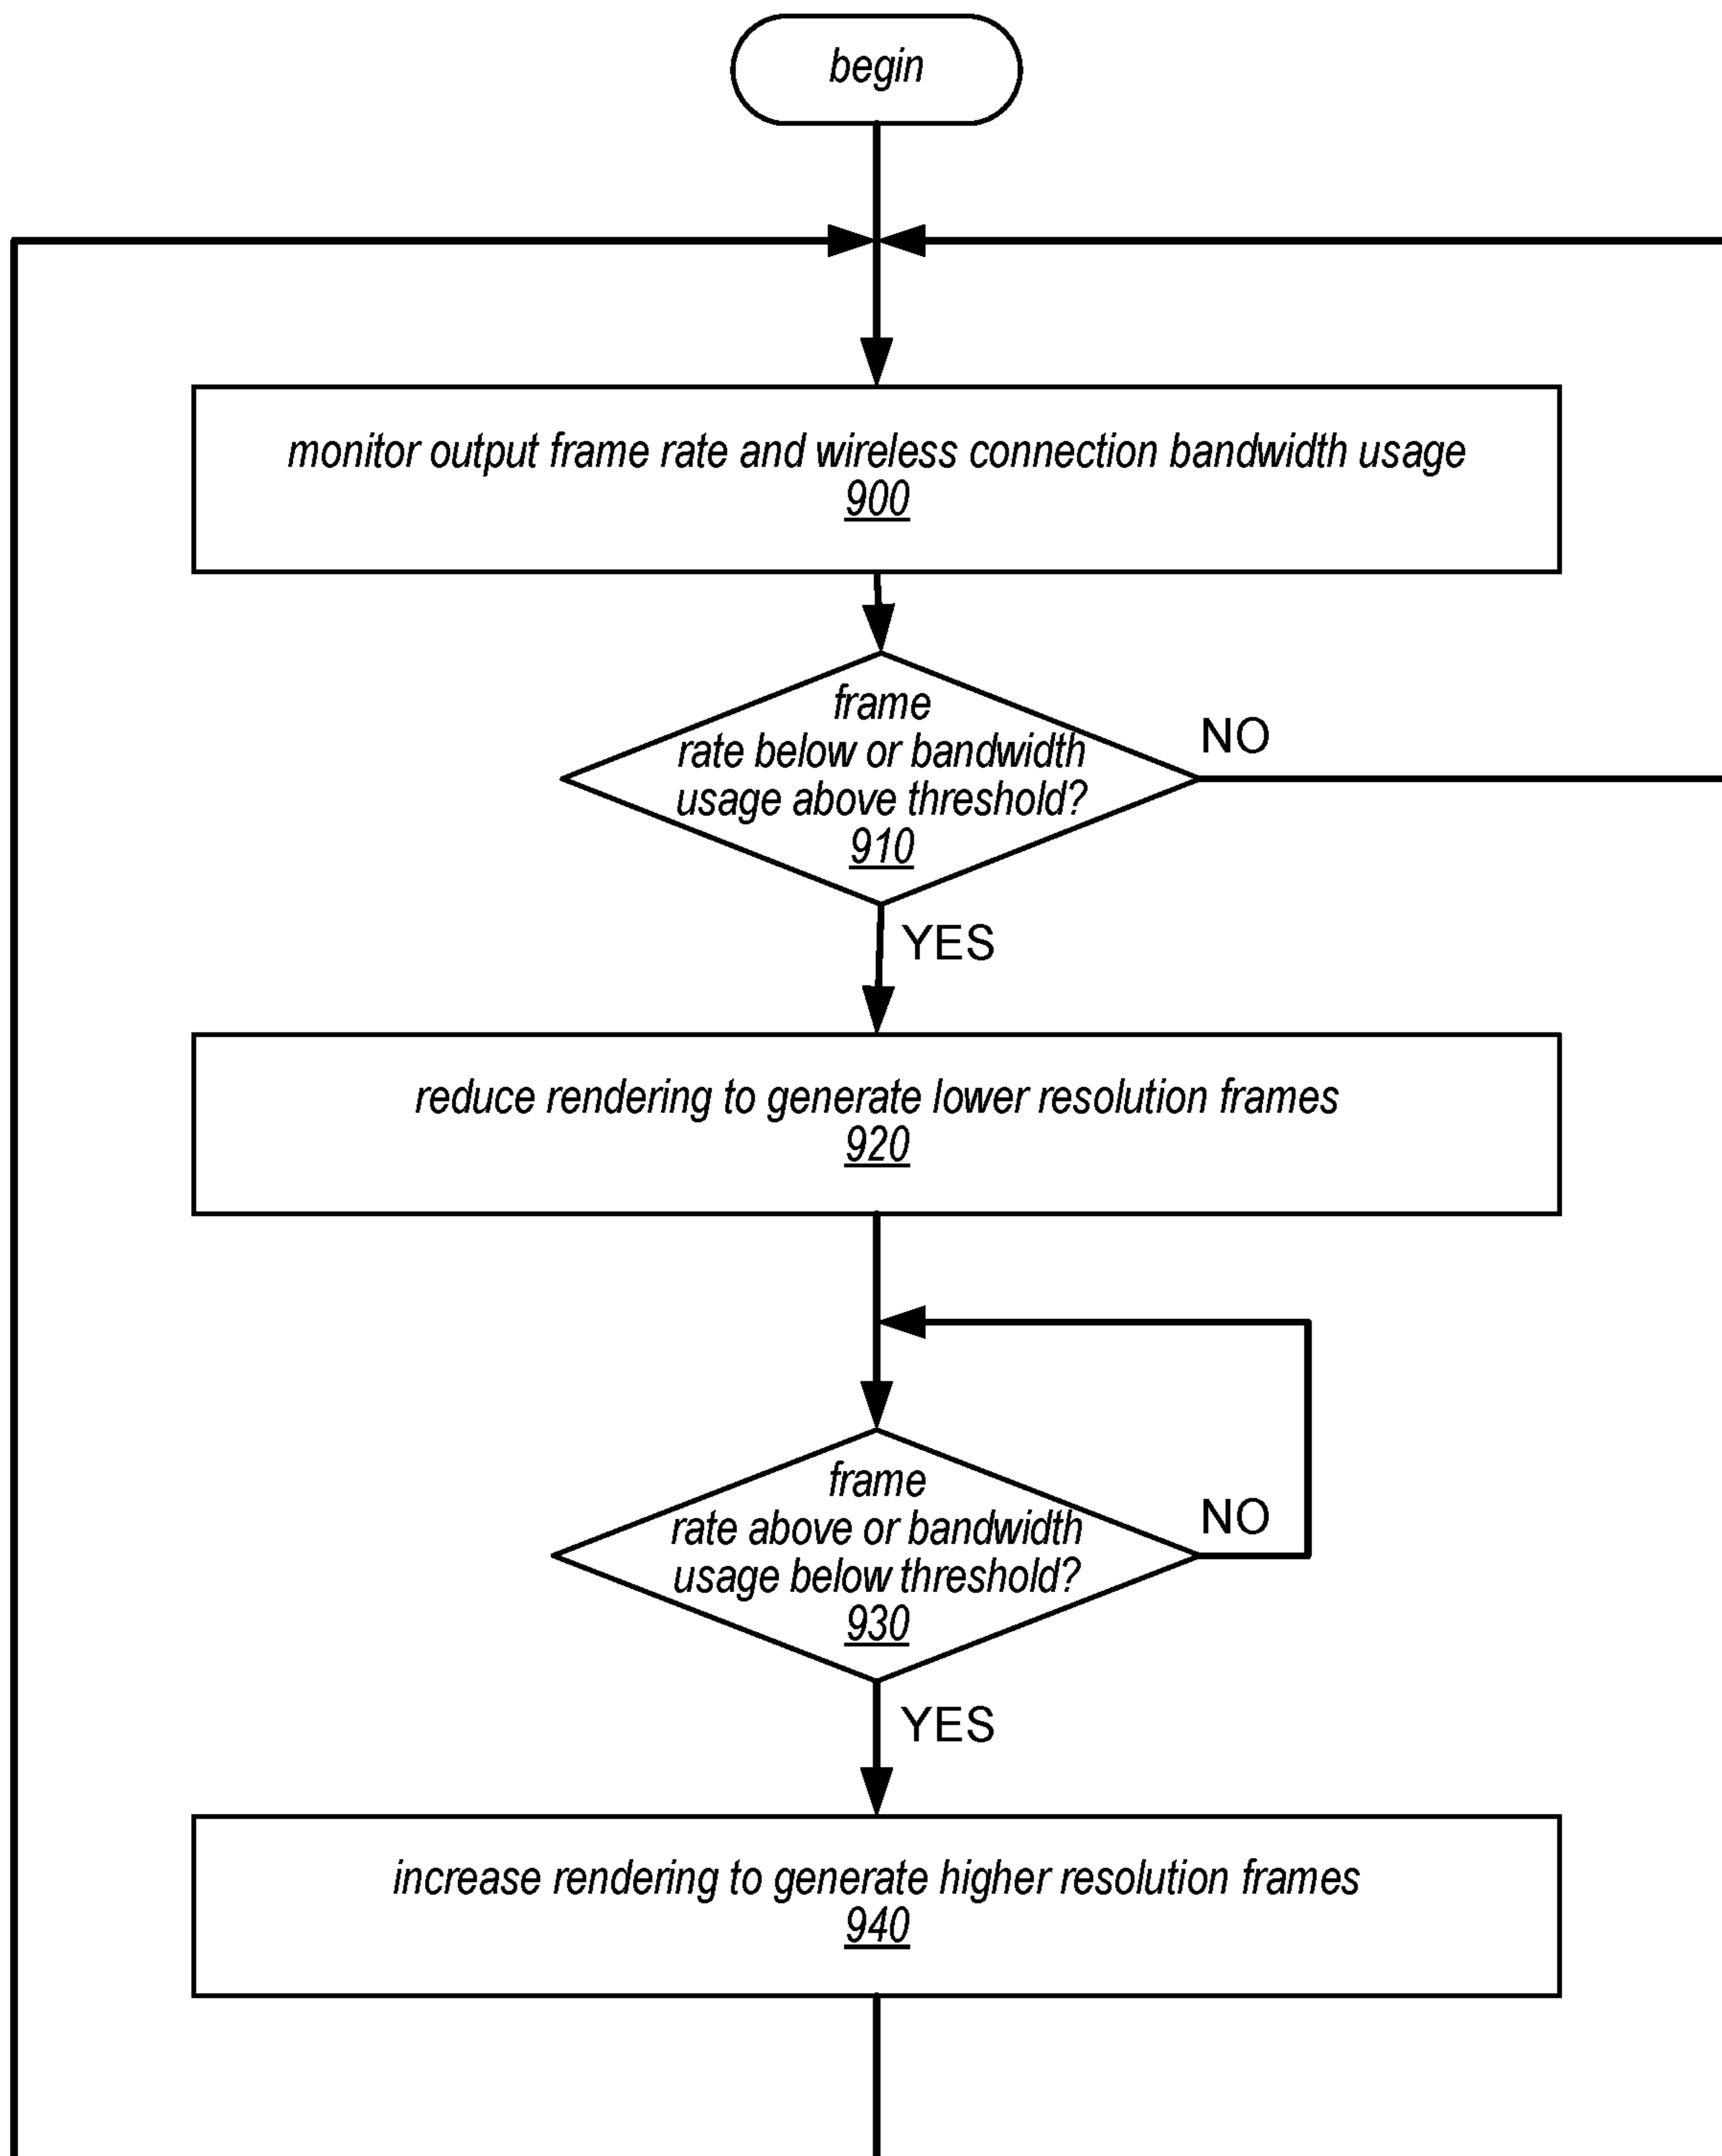 begin
monitor output frame rate and wireless connection bandwidth usage
900
frame
rate below or bandwidth
usage above threshold?
910
NO
YES
reduce rendering to generate lower resolution frames
920
frame
rate above or bandwidth
usage below threshold?
930
NO
YES
increase rendering to generate higher resolution frames
940